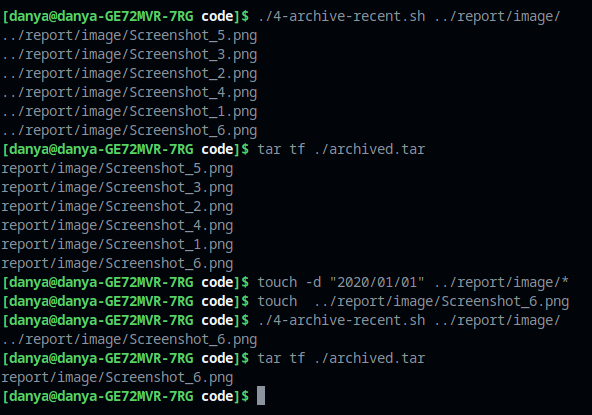 [danya@danya-GE72MVR-7RG code]$ ./4-archive-recent.sh ../report/image/
../report/image/Screenshot_5.png
../report/image/Screenshot_3.png
../report/image/Screenshot_2.png
../report/image/Screenshot_4.png
../report/image/Screenshot_1.png
../report/image/Screenshot_6.png
[danya@danya-GE72MVR-7RG code]$ tar tf ./archived.tar
report/image/Screenshot_5.png
report/image/Screenshot_3.png
report/image/Screenshot_2.png
report/image/Screenshot_4.png
report/image/Screenshot_1.png
report/image/Screenshot_6.png
[danya@danya-GE72MVR-7RG code]$ touch -d "2020/01/01" ../report/image/*
[danya@danya-GE72MVR-7RG code]$ touch  ../report/image/Screenshot_6.png
[danya@danya-GE72MVR-7RG code]$ ./4-archive-recent.sh ../report/image/
../report/image/Screenshot_6.png
[danya@danya-GE72MVR-7RG code]$ tar tf ./archived.tar
report/image/Screenshot_6.png
[danya@danya-GE72MVR-7RG code]$